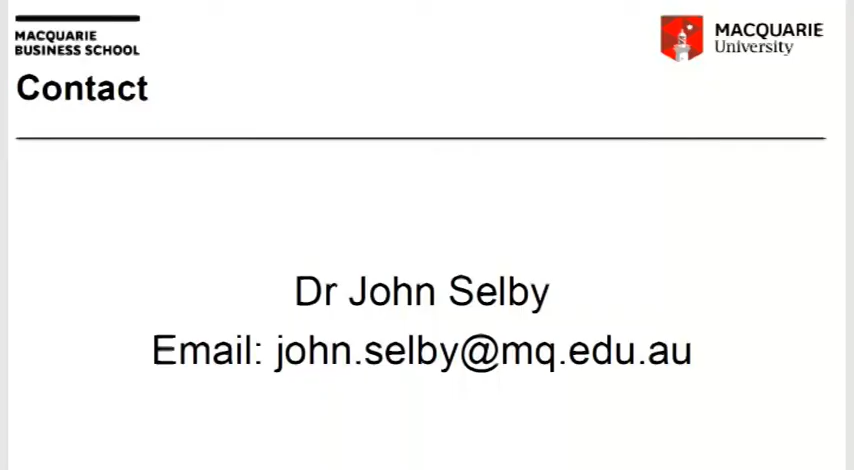 MACQUARIE
BUSINESS SCHOOL
MACQUARIE
University
Contact
Dr John Selby
Email: john.selby@mq.edu.au